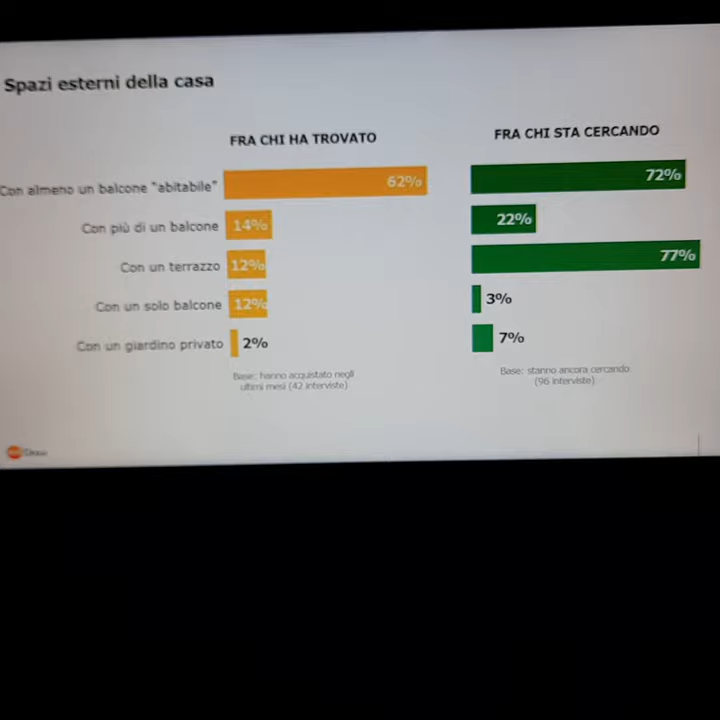 Spazi esterni della casa
FRA CHI HA TROVATO
FRA CHI STA CERCANDO
Con almeno un balcone "abitabile"
62%
72%
Con più di un balcone
14%
22%
Con un terrazzo
12%
77%
Con un solo balcone
12%
3%
Con un giardino privato
2%
7%
Base: hanno acquistato negli
ultimi mesi (42 interviste)
Base: stanno ancora cercando
(96 interviste)